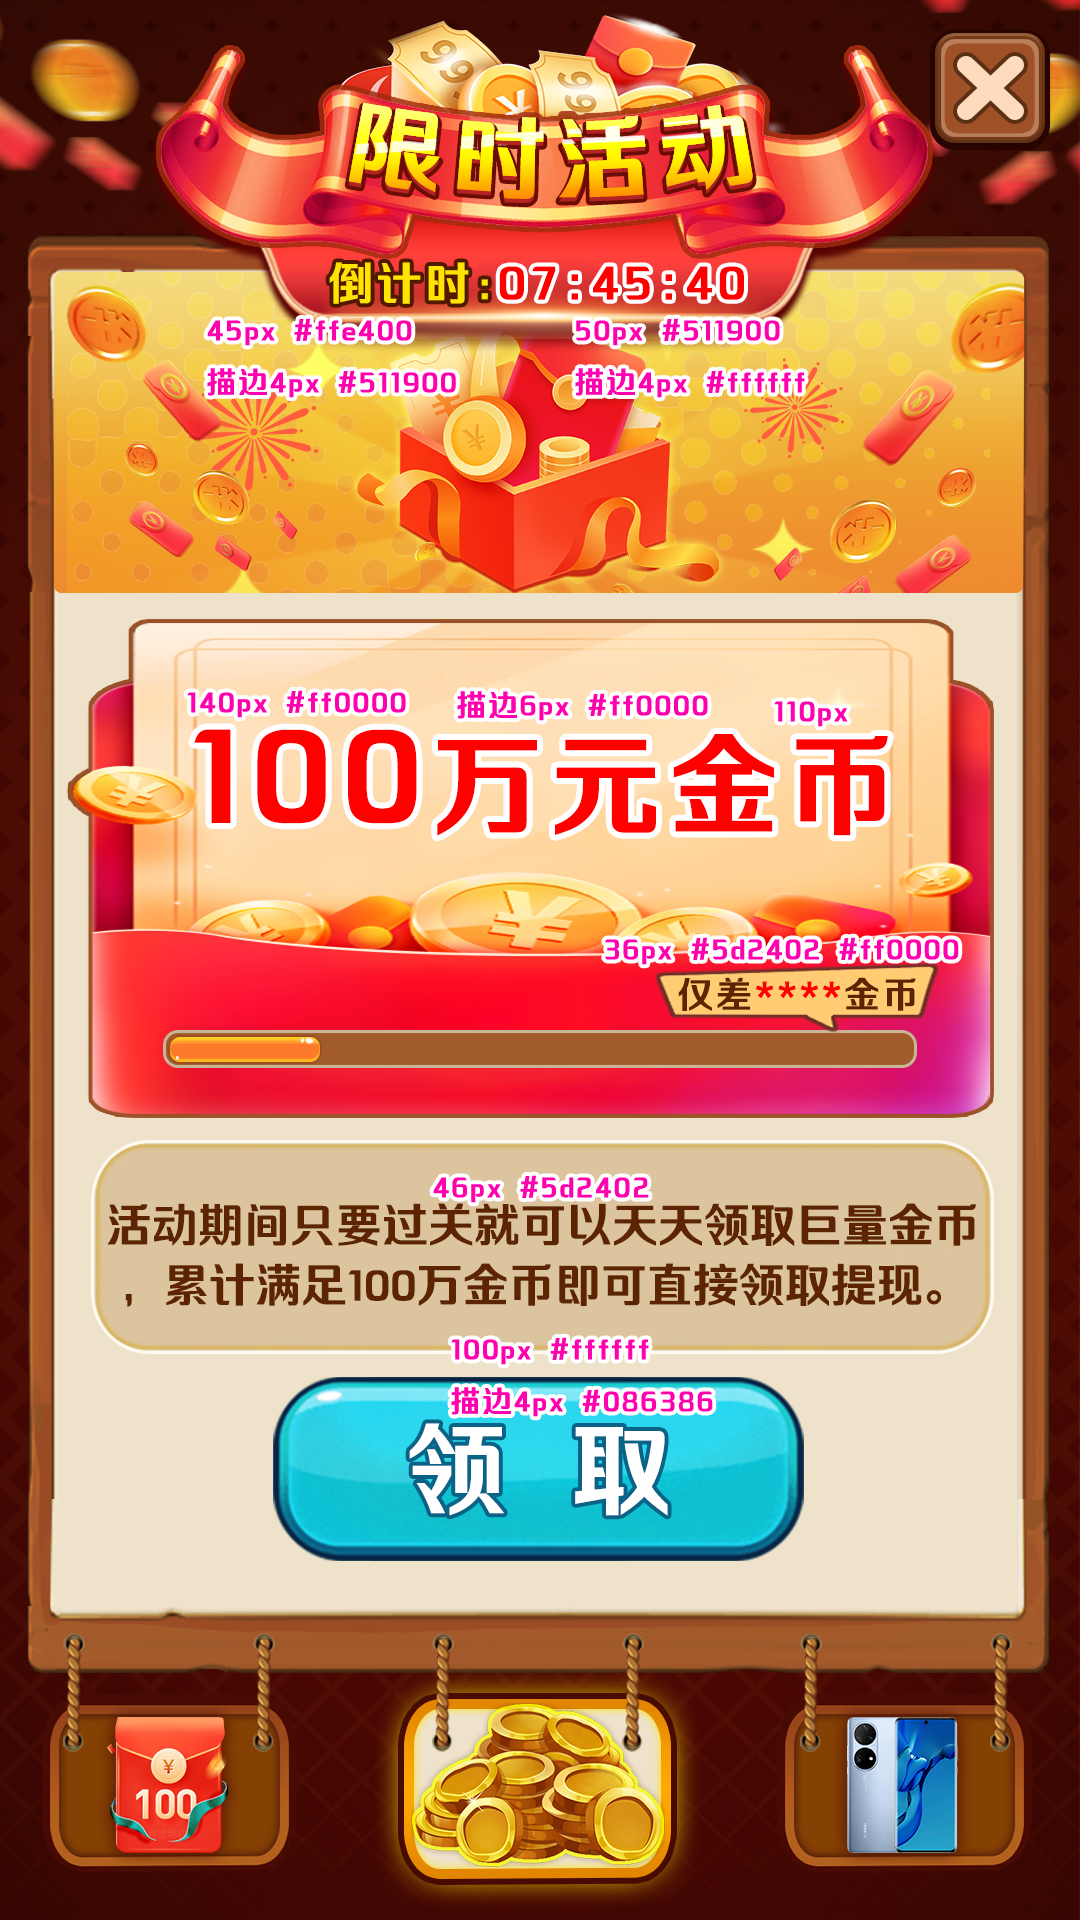 99
99
限时活动
倒计时:07:45:40
45px #ffe400
50px #511900
描边4px #511900
描边4px #ffffff
140px #ff0000
描边6px #ff0000
110px
100万元金币
36px #5d2402 #ff0000
仅差****金币
46px #5d2402
活动期间只要过关就可以天天领取巨量金币
，累计满足100万金币即可直接领取提现。
100px #ffffff
描边4px #086386
领 取
¥
100